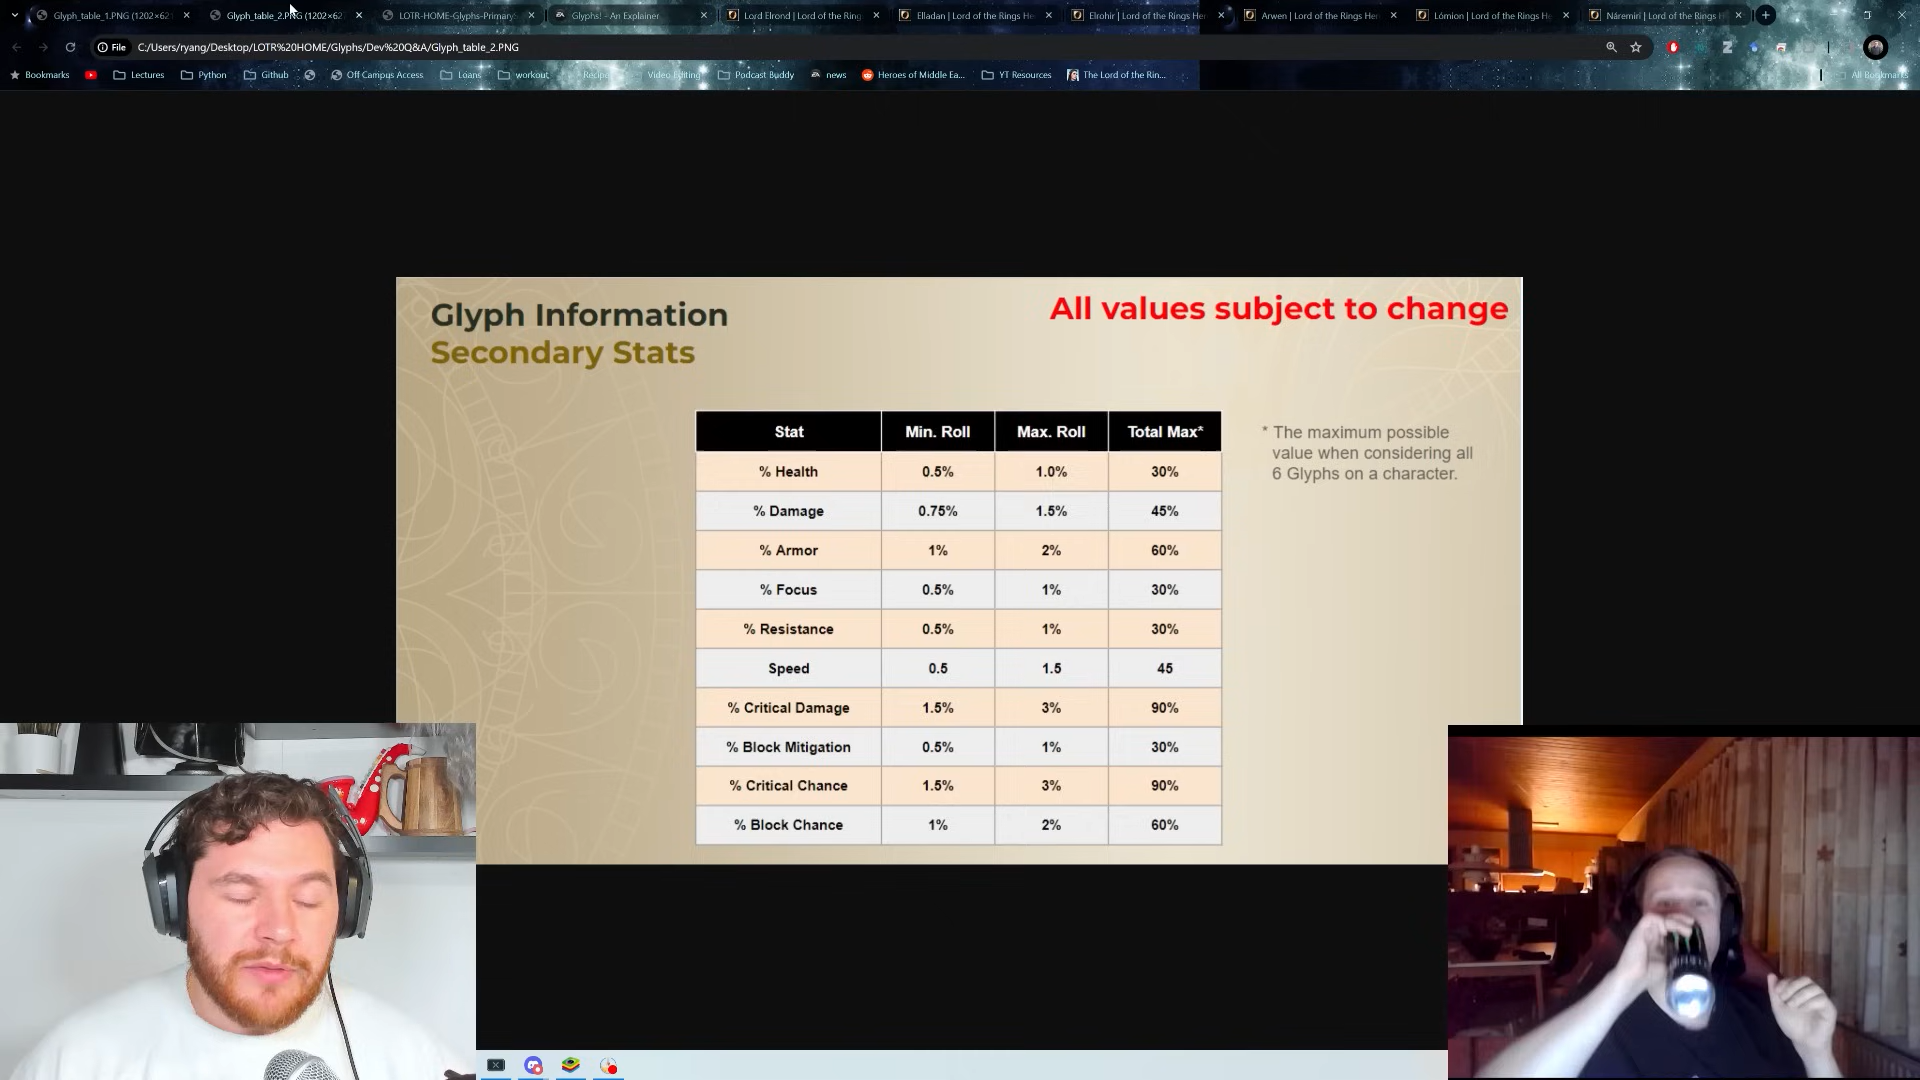 Glyph_table_1.PNG (1202×62
Glyph_table_2.PNG (1202×62
LOTR-HOME-Glyphs-Primary
Glyphs! - An Explainer
Lord Elrond | Lord of the Ring
Elladan | Lord of the Rings He
Elrohir | Lord of the Rings He
Arwen | Lord of the Rings Her
Lómion | Lord of the Rings He
Náremirí | Lord of the Rings H
File
C:/Users/ryang/Desktop/LOTR%20HOME/Glyphs/Dev%20Q&A/Glyph_table_2.PNG
Bookmarks
Lectures
Python
Github
Off Campus Access
Loans
workout
Recipe
Video Editing
Podcast Buddy
news
Heroes of Middle Ea...
YT Resources
The Lord of the Rin...
All Bookmarks
Glyph Information
Secondary Stats
All values subject to change
Stat Min. Roll Max. Roll Total Max*
% Health 0.5% 1.0% 30%
% Damage 0.75% 1.5% 45%
% Armor 1% 2% 60%
% Focus 0.5% 1% 30%
% Resistance 0.5% 1% 30%
Speed 0.5 1.5 45
% Critical Damage 1.5% 3% 90%
% Block Mitigation 0.5% 1% 30%
% Critical Chance 1.5% 3% 90%
% Block Chance 1% 2% 60%
* The maximum possible
value when considering all
6 Glyphs on a character.